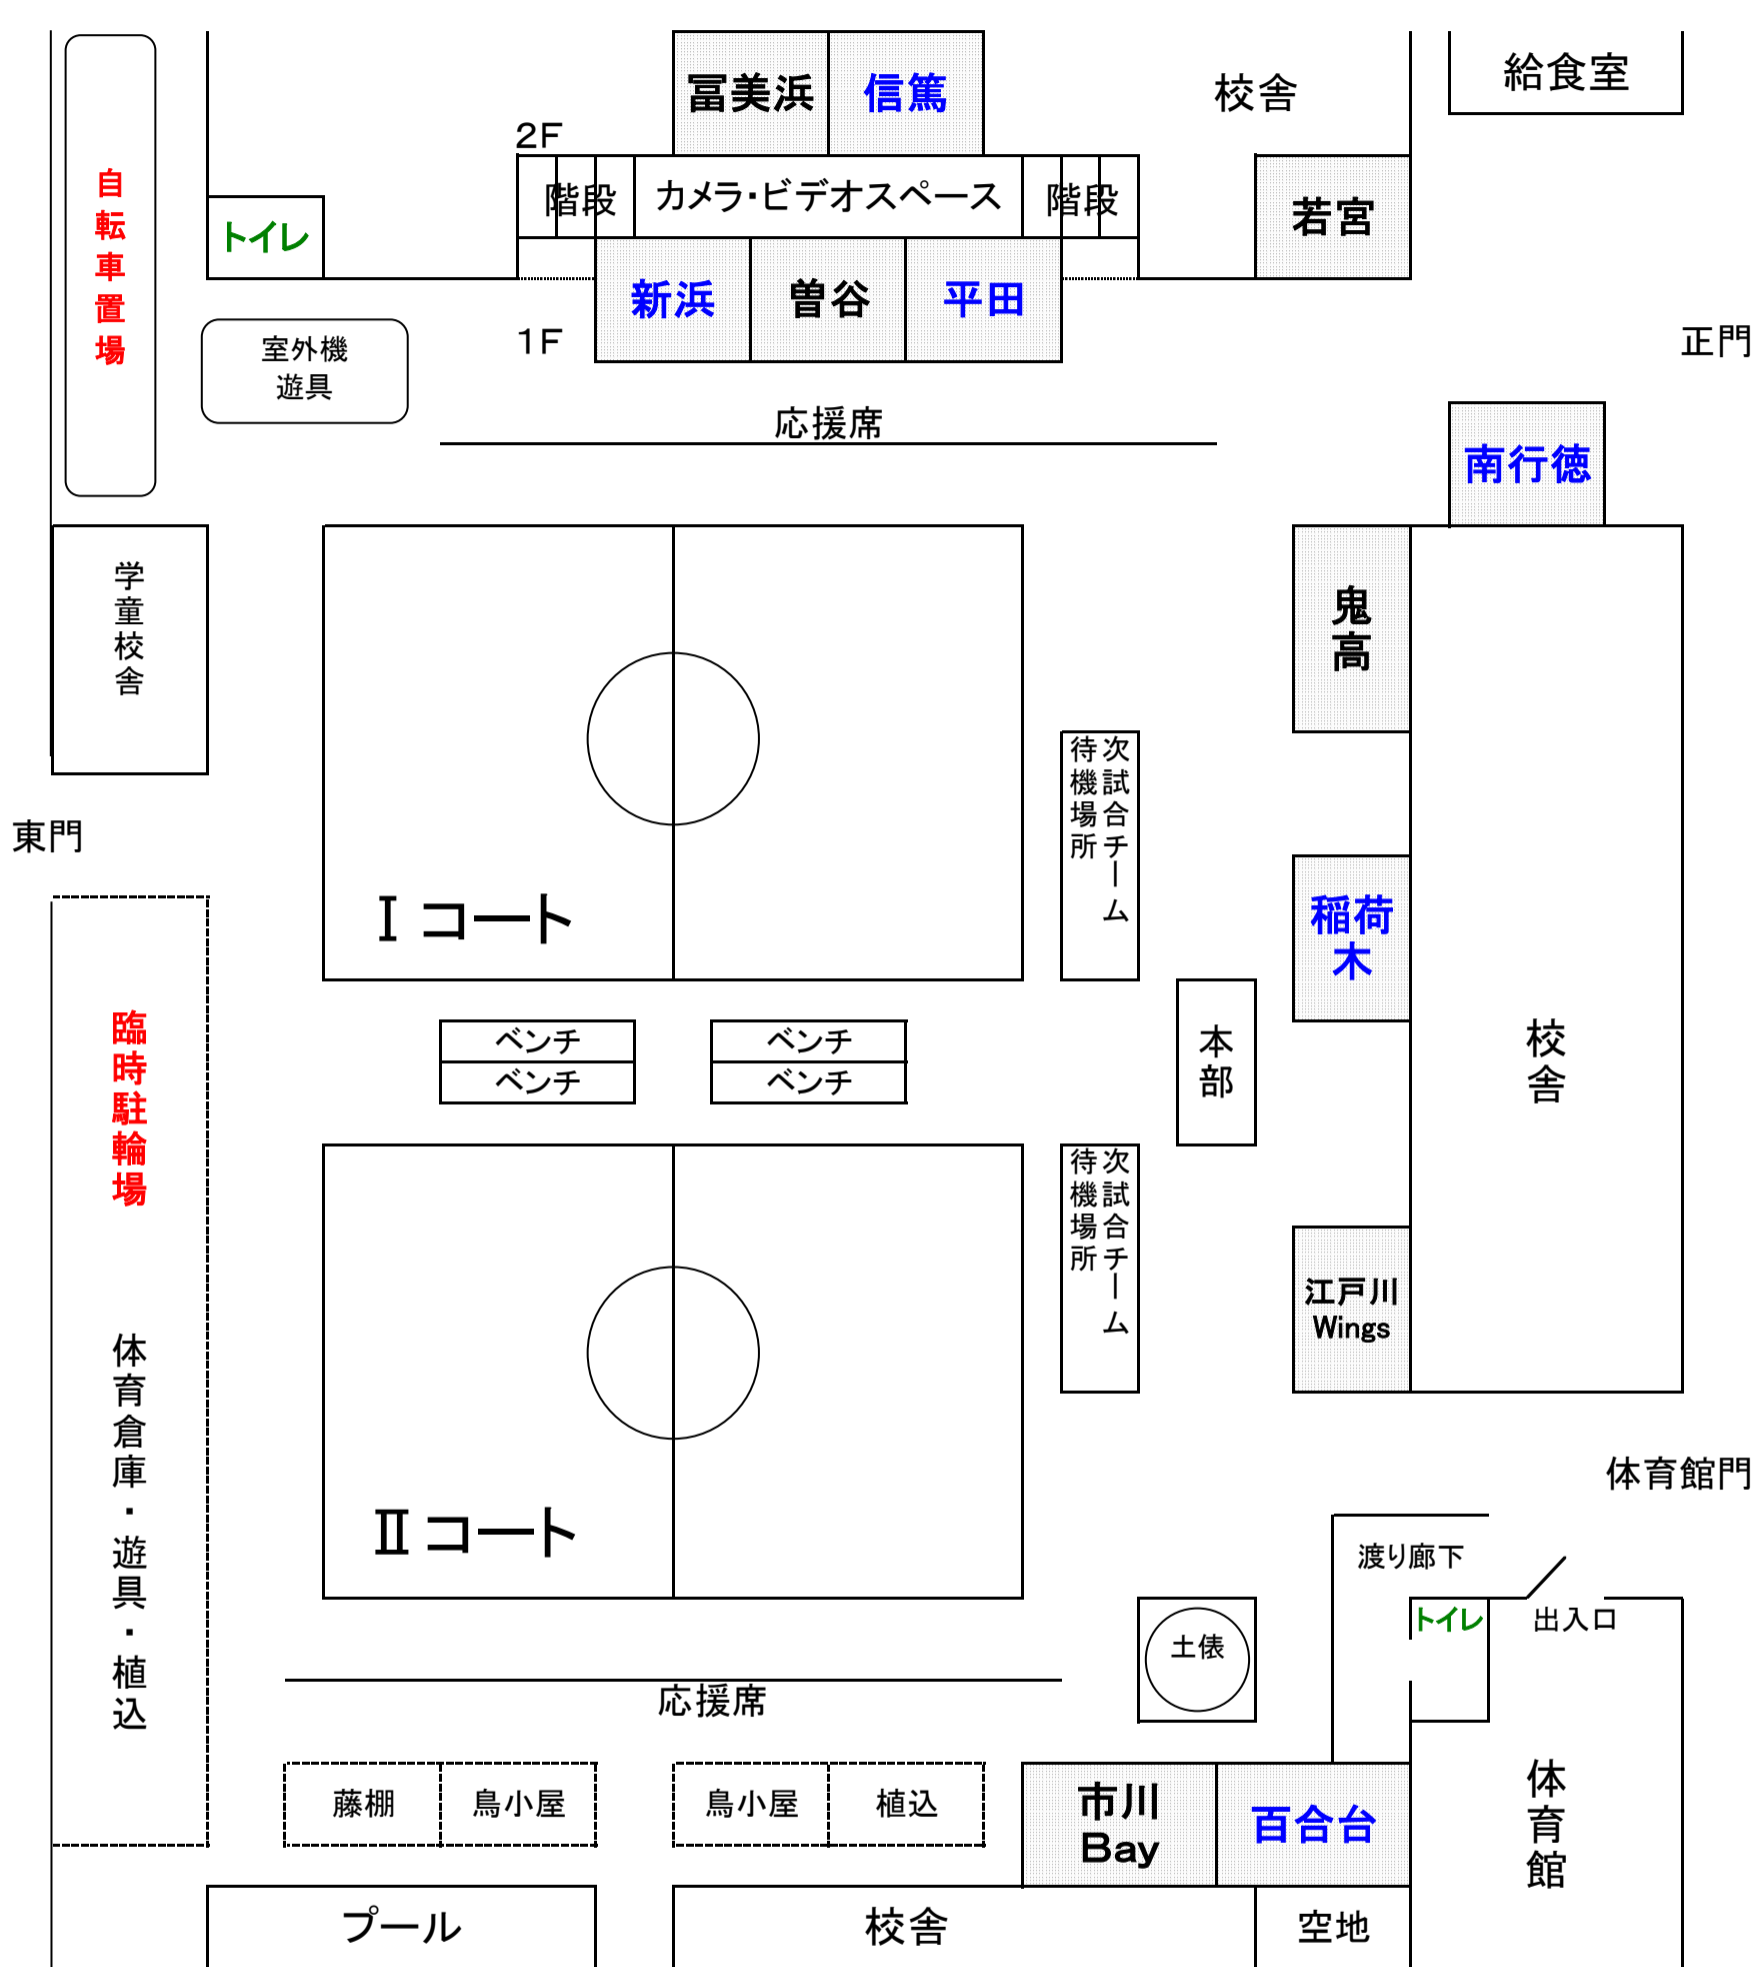 冨美浜
信篤
校舎
給食室
2F
階段
カメラ・ビデオスペース
階段
自転車置場
トイレ
若宮
新浜
曽谷
平田
1F
室外機
遊具
正門
応援席
南行徳
学童校舎
鬼高
次試合チーム
待機場所
東門
Ⅰコート
稲荷
木
臨時駐輪場
ベンチ
ベンチ
ベンチ
ベンチ
本部
校舎
次試合チーム
待機場所
江戸川
Wings
体育倉庫・遊具・植込
Ⅱコート
体育館門
渡り廊下
トイレ
出入口
土俵
応援席
藤棚
鳥小屋
鳥小屋
植込
市川
Bay
百合台
体育館
プール
校舎
空地